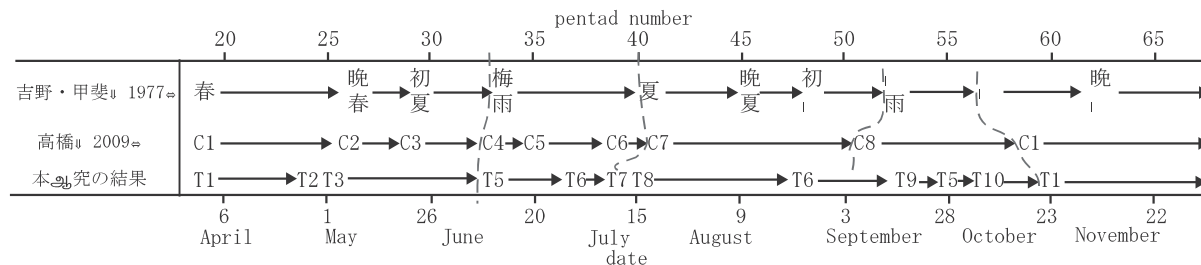 pentad number
20 25 30 35 40 45 50 55 60 65
吉野・甲斐 1977 春 晩春 初夏 梅雨 夏 晩夏 初 雨 晩
高橋 2009 C1 C2 C3 C4 C5 C6 C7 C8 C1
本 究の結果 T1 T2 T3 T5 T6 T7 T8 T6 T9 T5 T10 T1
6 1 26 20 15 9 3 28 23 22
April May June July August September October November
date